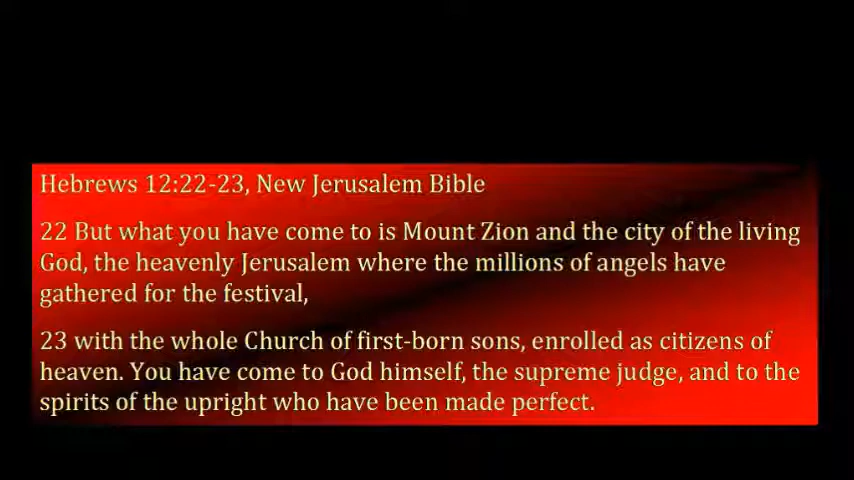 Hebrews 12:22-23, New Jerusalem Bible
22 But what you have come to is Mount Zion and the city of the living
God, the heavenly Jerusalem where the millions of angels have
gathered for the festival,
23 with the whole Church of first-born sons, enrolled as citizens of
heaven. You have come to God himself, the supreme judge, and to the
spirits of the upright who have been made perfect.